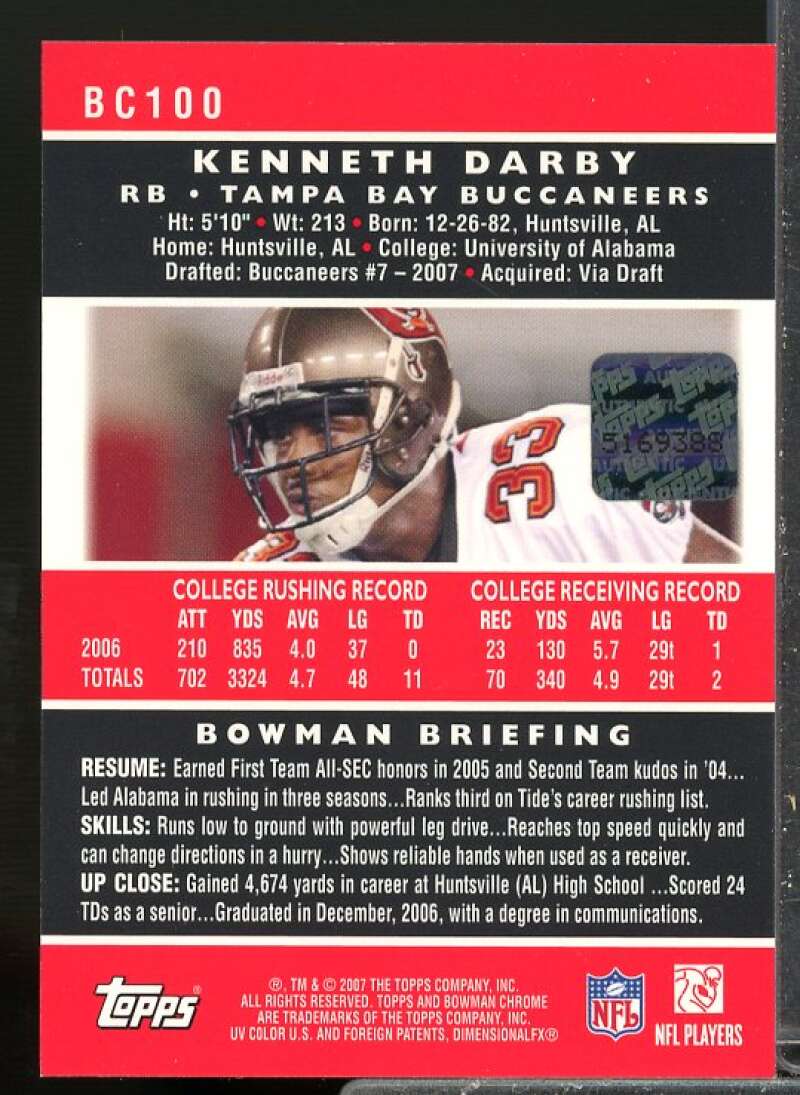 BC100
KENNETH DARBY
RB • TAMPA BAY BUCCANEERS
Ht: 5'10" • Wt: 213 • Born: 12-26-82, Huntsville, AL
Home: Huntsville, AL • College: University of Alabama
Drafted: Buccaneers #7 – 2007 • Acquired: Via Draft
Riddell
33
TOPPS AUTHENTIC
5169388
COLLEGE RUSHING RECORD COLLEGE RECEIVING RECORD
ATT YDS AVG LG TD REC YDS AVG LG TD
2006 210 835 4.0 37 0 23 130 5.7 29t 1
TOTALS 702 3324 4.7 48 11 70 340 4.9 29t 2
BOWMAN BRIEFING
RESUME: Earned First Team All-SEC honors in 2005 and Second Team kudos in '04...
Led Alabama in rushing in three seasons...Ranks third on Tide's career rushing list.
SKILLS: Runs low to ground with powerful leg drive...Reaches top speed quickly and
can change directions in a hurry...Shows reliable hands when used as a receiver.
UP CLOSE: Gained 4,674 yards in career at Huntsville (AL) High School ...Scored 24
TDs as a senior...Graduated in December, 2006, with a degree in communications.
Topps®
®, TM & © 2007 THE TOPPS COMPANY, INC.
ALL RIGHTS RESERVED. TOPPS AND BOWMAN CHROME
ARE TRADEMARKS OF THE TOPPS COMPANY, INC.
UV COLOR U.S. AND FOREIGN PATENTS, DIMENSIONALFX®
NFL
NFL PLAYERS